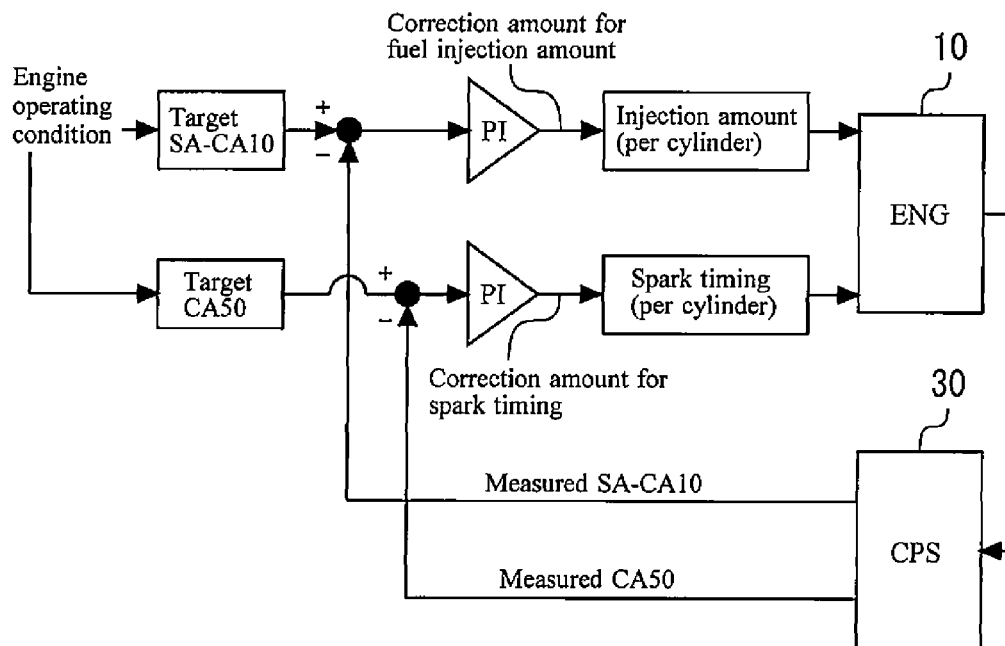 Correction amount for
fuel injection amount
10
Engine
operating
condition
Target
SA-CA10
+
−
PI
Injection amount
(per cylinder)
ENG
Target
CA50
+
−
PI
Spark timing
(per cylinder)
Correction amount for
spark timing
30
Measured SA-CA10
CPS
Measured CA50